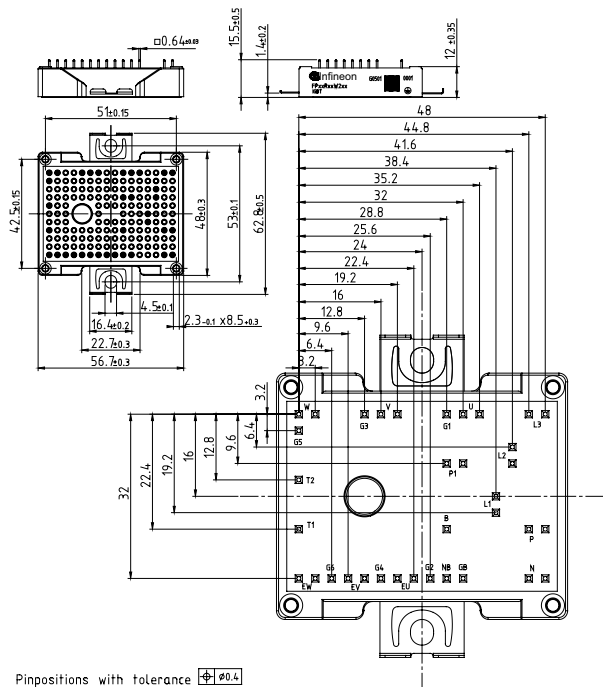 □0.64±0.03
15.5±0.5
1.4±0.2
12 ±0.35
infineon
G0501
0001
FPxxRxxW2xx
IGBT
51±0.15
42.5±0.15
48±0.3
53±0.1
62.8±0.5
4.5±0.1
16.4±0.2
2.3-0.1 x8.5+0.3
22.7±0.3
56.7±0.3
48
44.8
41.6
38.4
35.2
32
28.8
25.6
24
22.4
19.2
16
12.8
9.6
6.4
3.2
3.2
6.4
9.6
12.8
16
19.2
22.4
32
W
G3
V
G1
U
L3
G5
L2
P1
T2
L1
T1
B
P
G6
G4
G2
NB
GB
N
EW
EV
EU
Pinpositions with tolerance ⌖ ø0.4